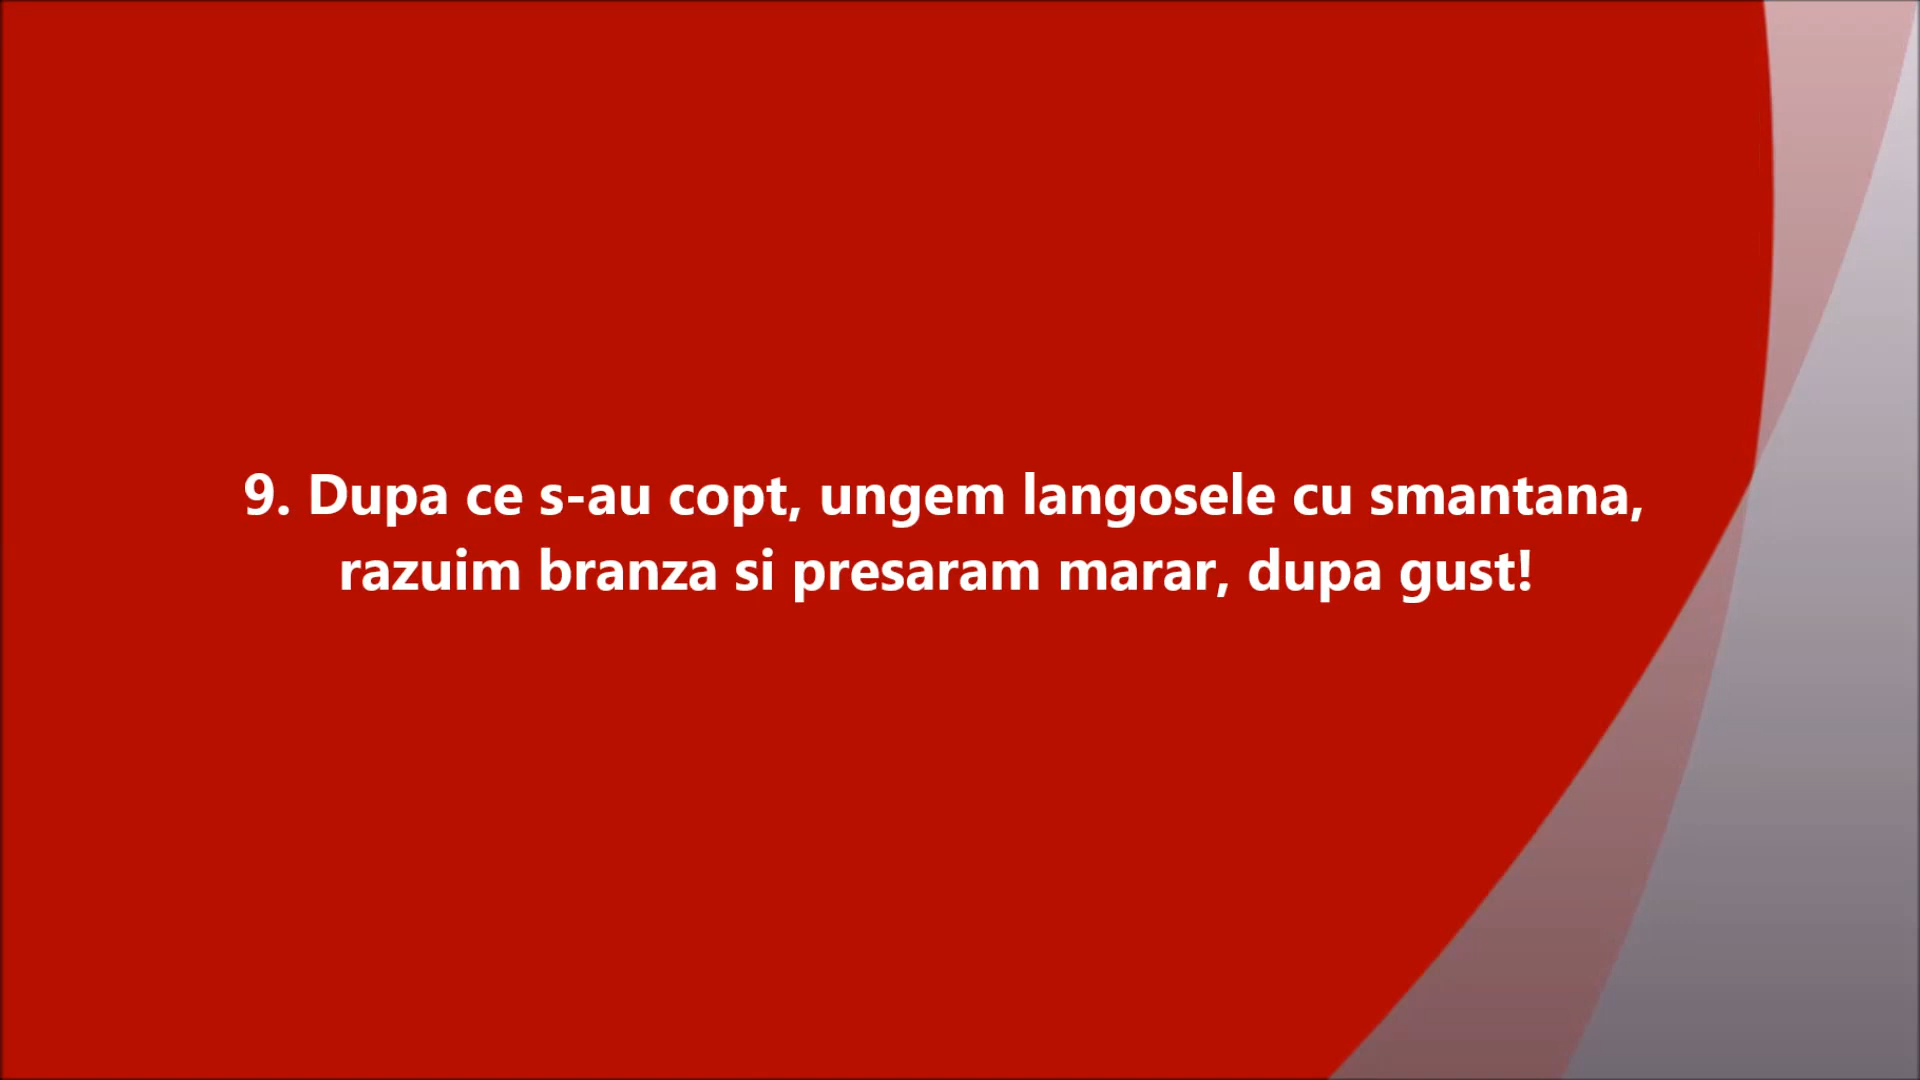 9. Dupa ce s-au copt, ungem langosele cu smantana,
razuim branza si presaram marar, dupa gust!